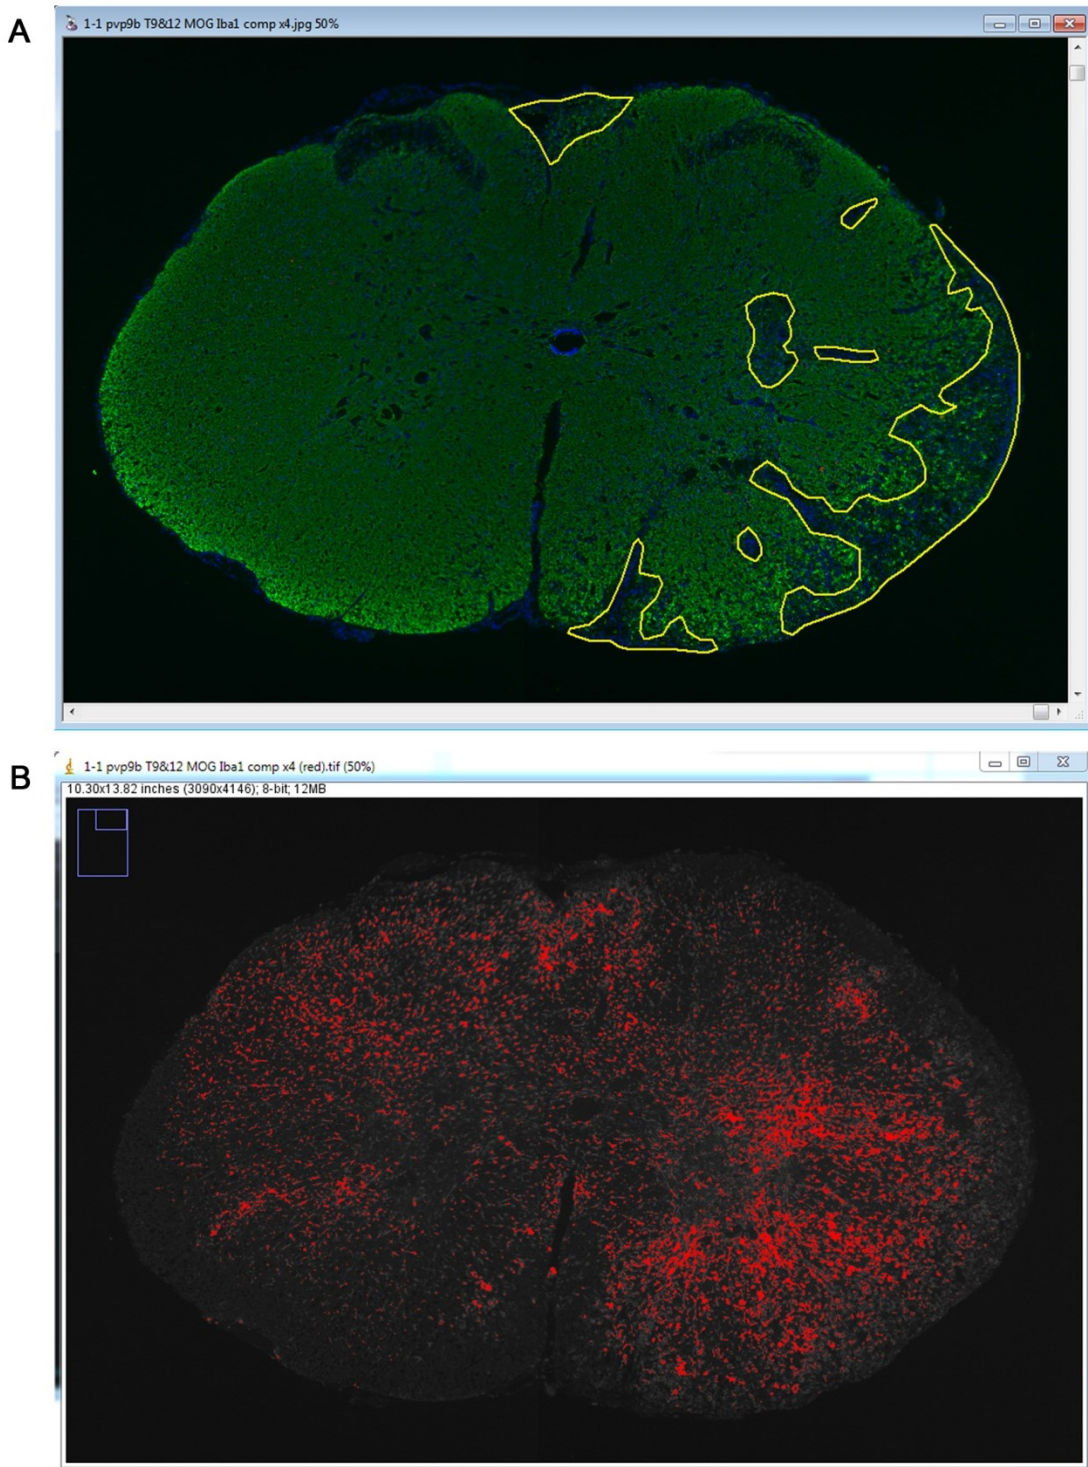 A
1-1 pvp9b T9&12 MOG Iba1 comp x4.jpg 50%
B
1-1 pvp9b T9&12 MOG Iba1 comp x4 (red).tif (50%)
10.30x13.82 inches (3090x4146); 8-bit; 12MB